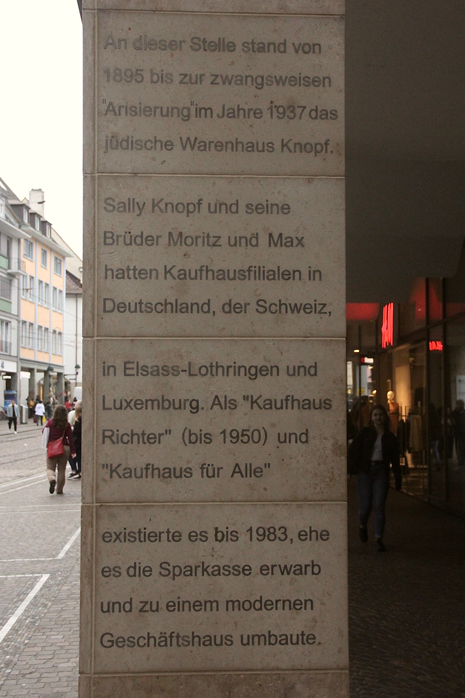 An dieser Stelle stand von
1895 bis zur zwangsweisen
"Arisierung" im Jahre 1937 das
jüdische Warenhaus Knopf.
Sally Knopf und seine
Brüder Moritz und Max
hatten Kaufhausfilialen in
Deutschland, der Schweiz,
in Elsass-Lothringen und
Luxemburg. Als "Kaufhaus
Richter" (bis 1950) und
"Kaufhaus für Alle"
existierte es bis 1983, ehe
es die Sparkasse erwarb
und zu einem modernen
Geschäftshaus umbaute.